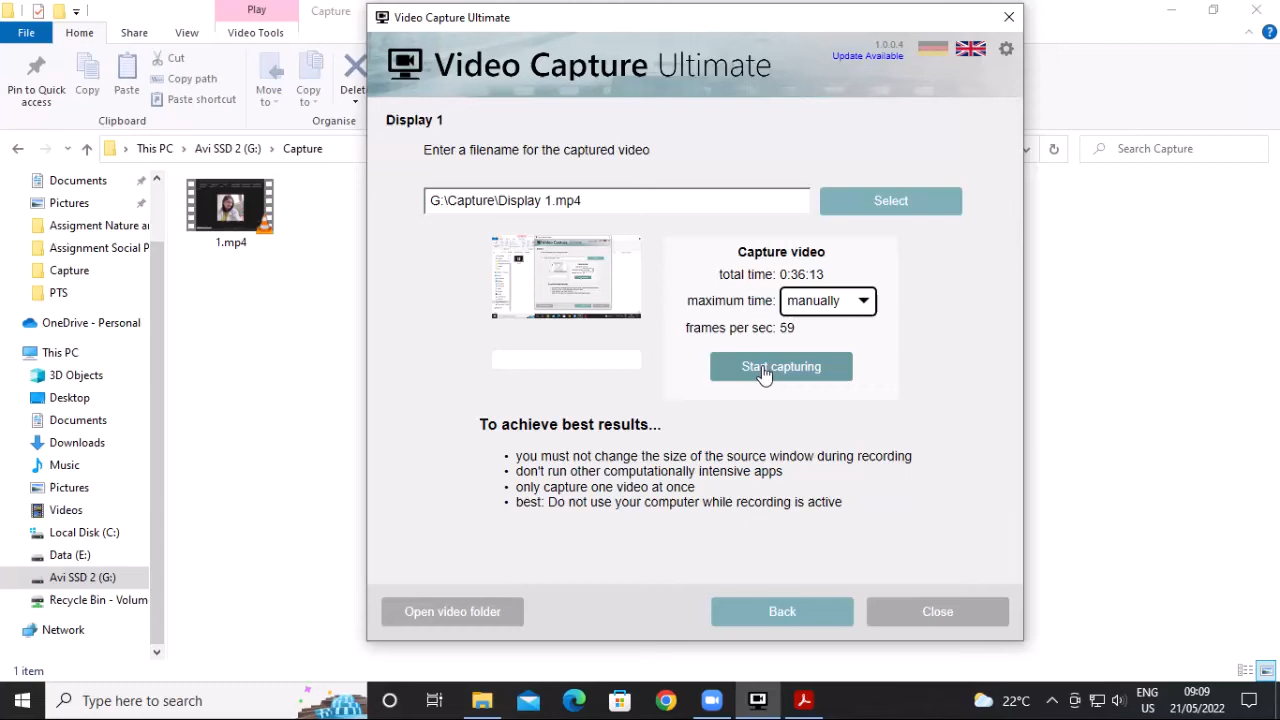 Play
Capture
Video Capture Ultimate
File
Home
Share
View
Video Tools
Pin to Quick access
Copy
Paste
Cut
Copy path
Paste shortcut
Move to
Copy to
Delet
Clipboard
Organise
Video Capture Ultimate
1.0.0.4
Update Available
This PC > Avi SSD 2 (G:) > Capture
Search Capture
Documents
Pictures
Assigment Nature ar
Assignment Social P
Capture
PTS
OneDrive - Personal
This PC
3D Objects
Desktop
Documents
Downloads
Music
Pictures
Videos
Local Disk (C:)
Data (E:)
Avi SSD 2 (G:)
Recycle Bin - Volum
Network
1 item
1.mp4
Display 1
Enter a filename for the captured video
G:\Capture\Display 1.mp4
Select
Capture video
total time: 0:36:13
maximum time: manually
frames per sec: 59
Start capturing
To achieve best results...
• you must not change the size of the source window during recording
• don't run other computationally intensive apps
• only capture one video at once
• best: Do not use your computer while recording is active
Open video folder
Back
Close
Type here to search
22°C
ENG
US
09:09
21/05/2022